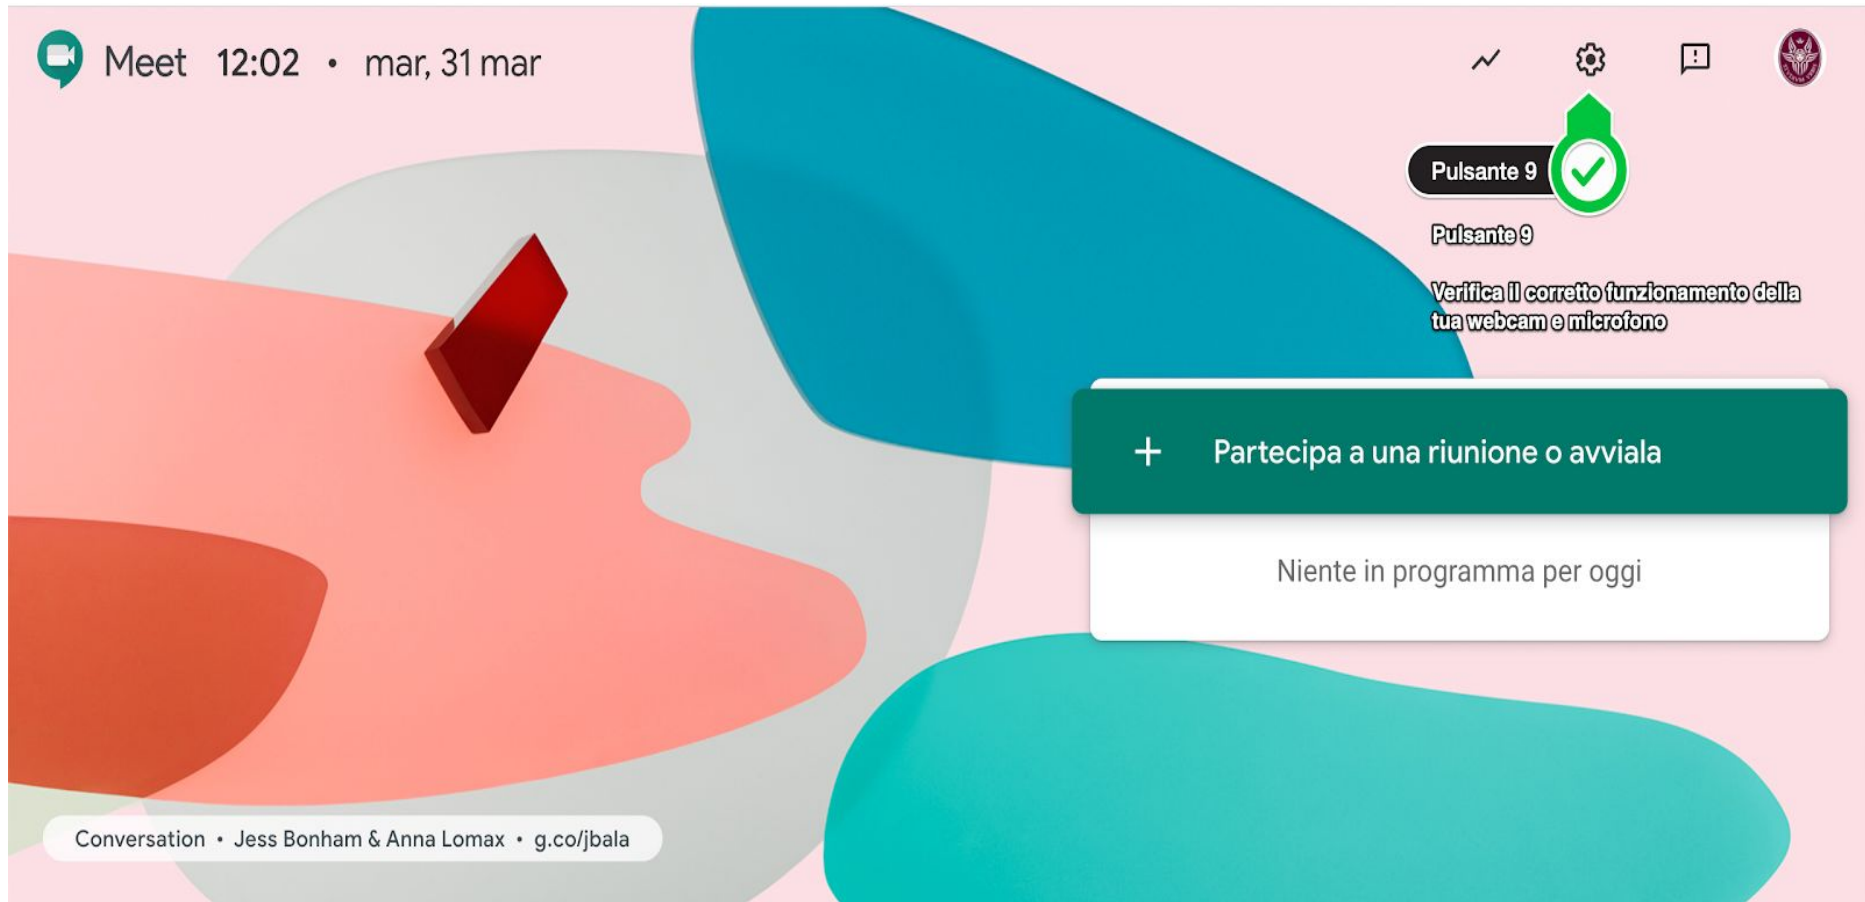 Meet 12:02 • mar, 31 mar
Pulsante 9
Pulsante 9
Verifica il corretto funzionamento della
tua webcam e microfono
+ Partecipa a una riunione o avviala
Niente in programma per oggi
Conversation • Jess Bonham & Anna Lomax • g.co/jbala